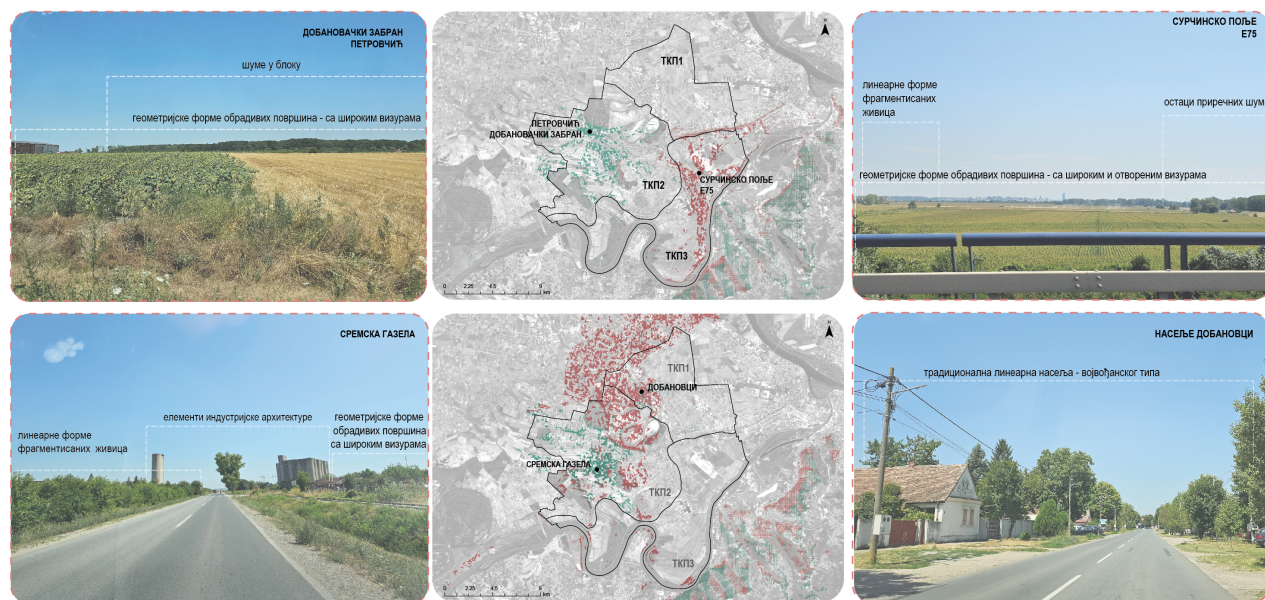 ДОБАНОВАЧКИ ЗАБРАН
ПЕТРОВЧИЋ
шуме у блоку
геометријске форме обрадивих површина - са широким визурама
N
ТКП1
ПЕТРОВЧИЋ
ДОБАНОВАЧКИ ЗАБРАН
ТКП2
СУРЧИНСКО ПОЉЕ
E75
ТКП3
0 2.25 4.5 9
km
СУРЧИНСКО ПОЉЕ
E75
линеарне форме
фрагментисаних
живица
остаци приречних шум
геометријске форме обрадивих површина - са широким и отвореним визурама
СРЕМСКА ГАЗЕЛА
линеарне форме
фрагментисаних живица
елементи индустријске архитектуре
геометријске форме
обрадивих површина
са широким визурама
N
ТКП1
ДОБАНОВЦИ
СРЕМСКА ГАЗЕЛА
ТКП2
ТКП3
0 2.25 4.5 9
km
НАСЕЉЕ ДОБАНОВЦИ
традиционална линеарна насеља - војвођанског типа